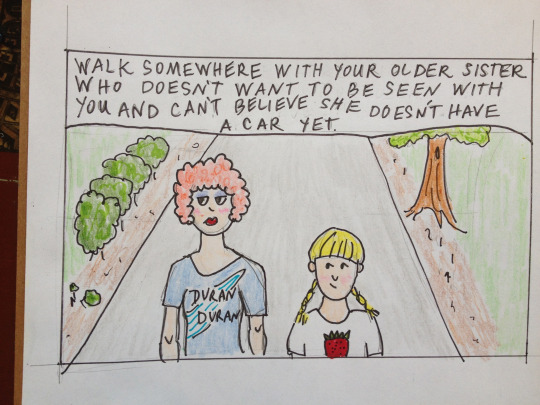 WALK SOMEWHERE WITH YOUR OLDER SISTER
WHO DOESN'T WANT TO BE SEEN WITH
YOU AND CAN'T BELIEVE SHE DOESN'T HAVE
A CAR YET.
DURAN
DURAN